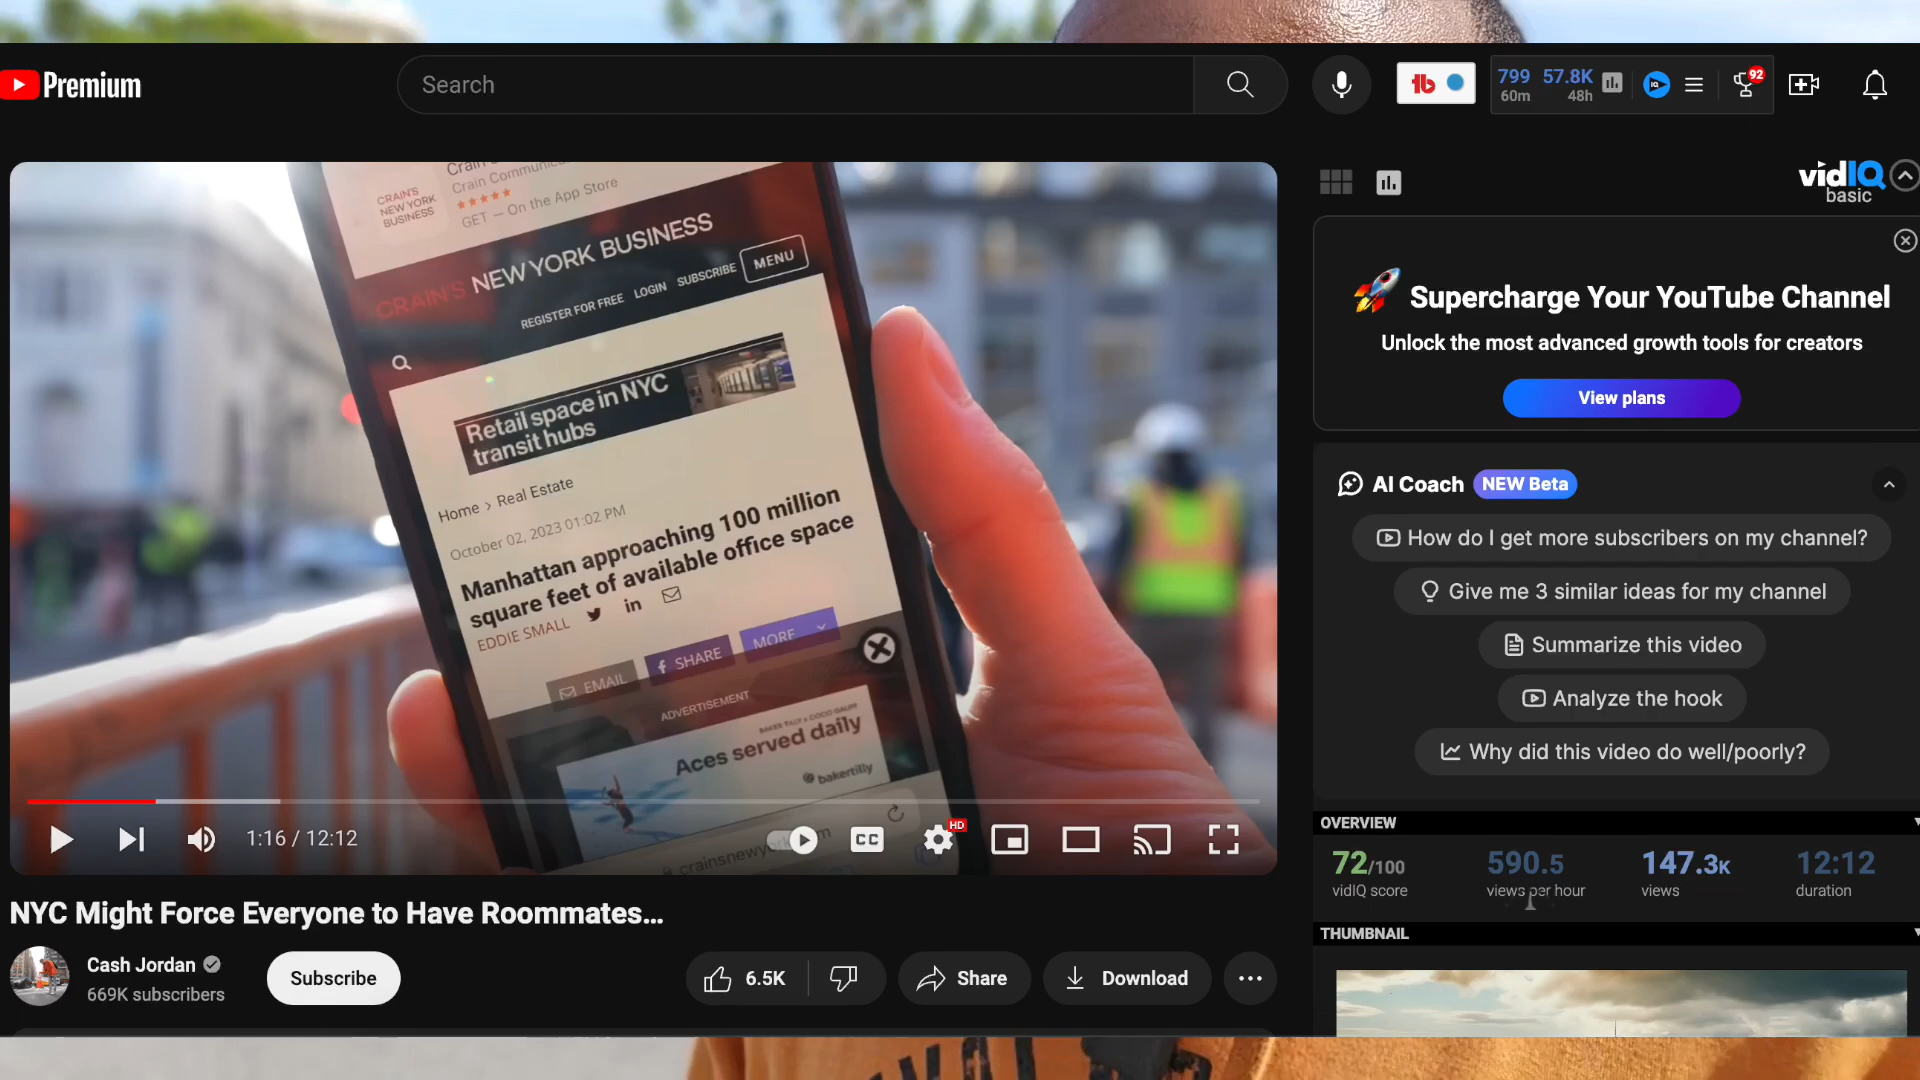 Premium
Search
799 57.8K
60m 48h
92
CRAIN'S
NEW YORK
BUSINESS
GET — On the App Store
CRAIN'S NEW YORK BUSINESS
REGISTER FOR FREE LOGIN SUBSCRIBE MENU
Retail space in NYC
transit hubs
Home > Real Estate
October 02, 2023 01:02 PM
Manhattan approaching 100 million
square feet of available office space
EDDIE SMALL
EMAIL SHARE MORE
ADVERTISEMENT
BAKER TILLY x COCO GAUFF
Aces served daily
bakertilly
1:16 / 12:12
CC
HD
NYC Might Force Everyone to Have Roommates...
Cash Jordan
669K subscribers
Subscribe
6.5K
Share
Download
vidIQ
basic
Supercharge Your YouTube Channel
Unlock the most advanced growth tools for creators
View plans
AI Coach NEW Beta
How do I get more subscribers on my channel?
Give me 3 similar ideas for my channel
Summarize this video
Analyze the hook
Why did this video do well/poorly?
OVERVIEW
72/100 590.5 147.3K 12:12
vidIQ score views per hour views duration
THUMBNAIL